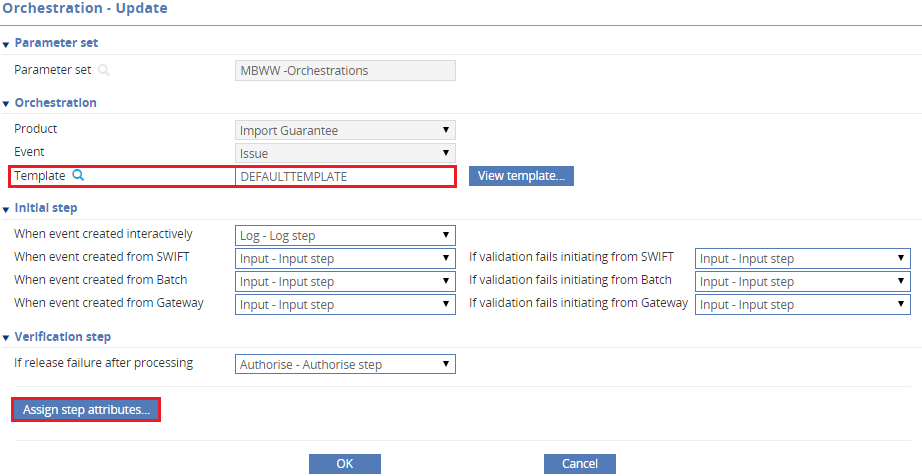 Orchestration - Update
Parameter set
Parameter set MBWW -Orchestrations
Orchestration
Product Import Guarantee
Event Issue
Template DEFAULTTEMPLATE View template...
Initial step
When event created interactively Log - Log step
When event created from SWIFT Input - Input step If validation fails initiating from SWIFT Input - Input step
When event created from Batch Input - Input step If validation fails initiating from Batch Input - Input step
When event created from Gateway Input - Input step If validation fails initiating from Gateway Input - Input step
Verification step
If release failure after processing Authorise - Authorise step
Assign step attributes...
OK Cancel